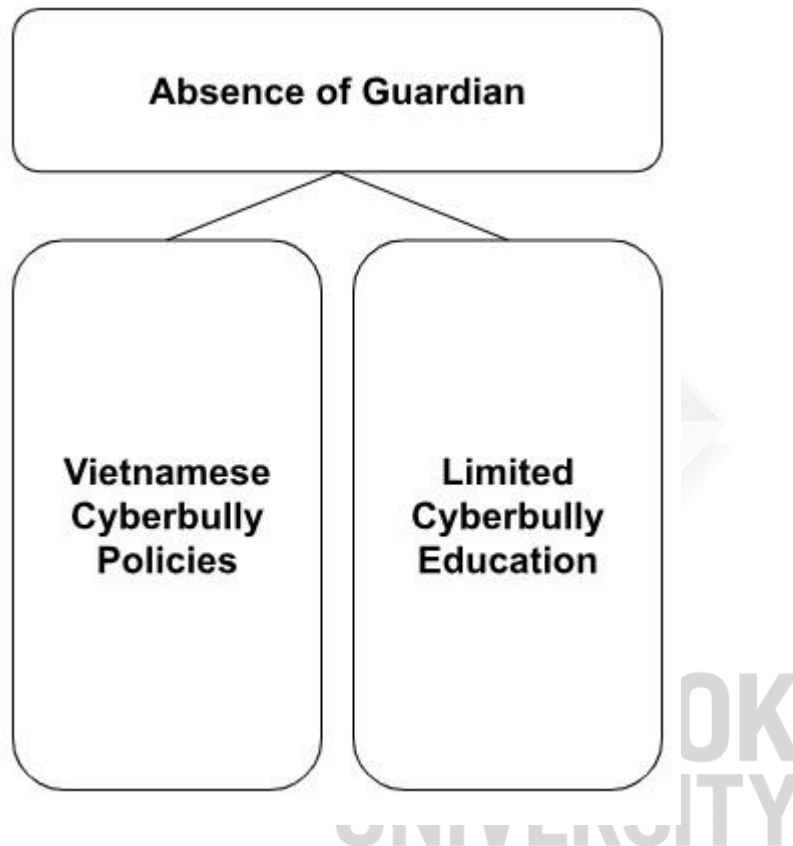 Absence of Guardian
Vietnamese
Cyberbully
Policies
Limited
Cyberbully
Education